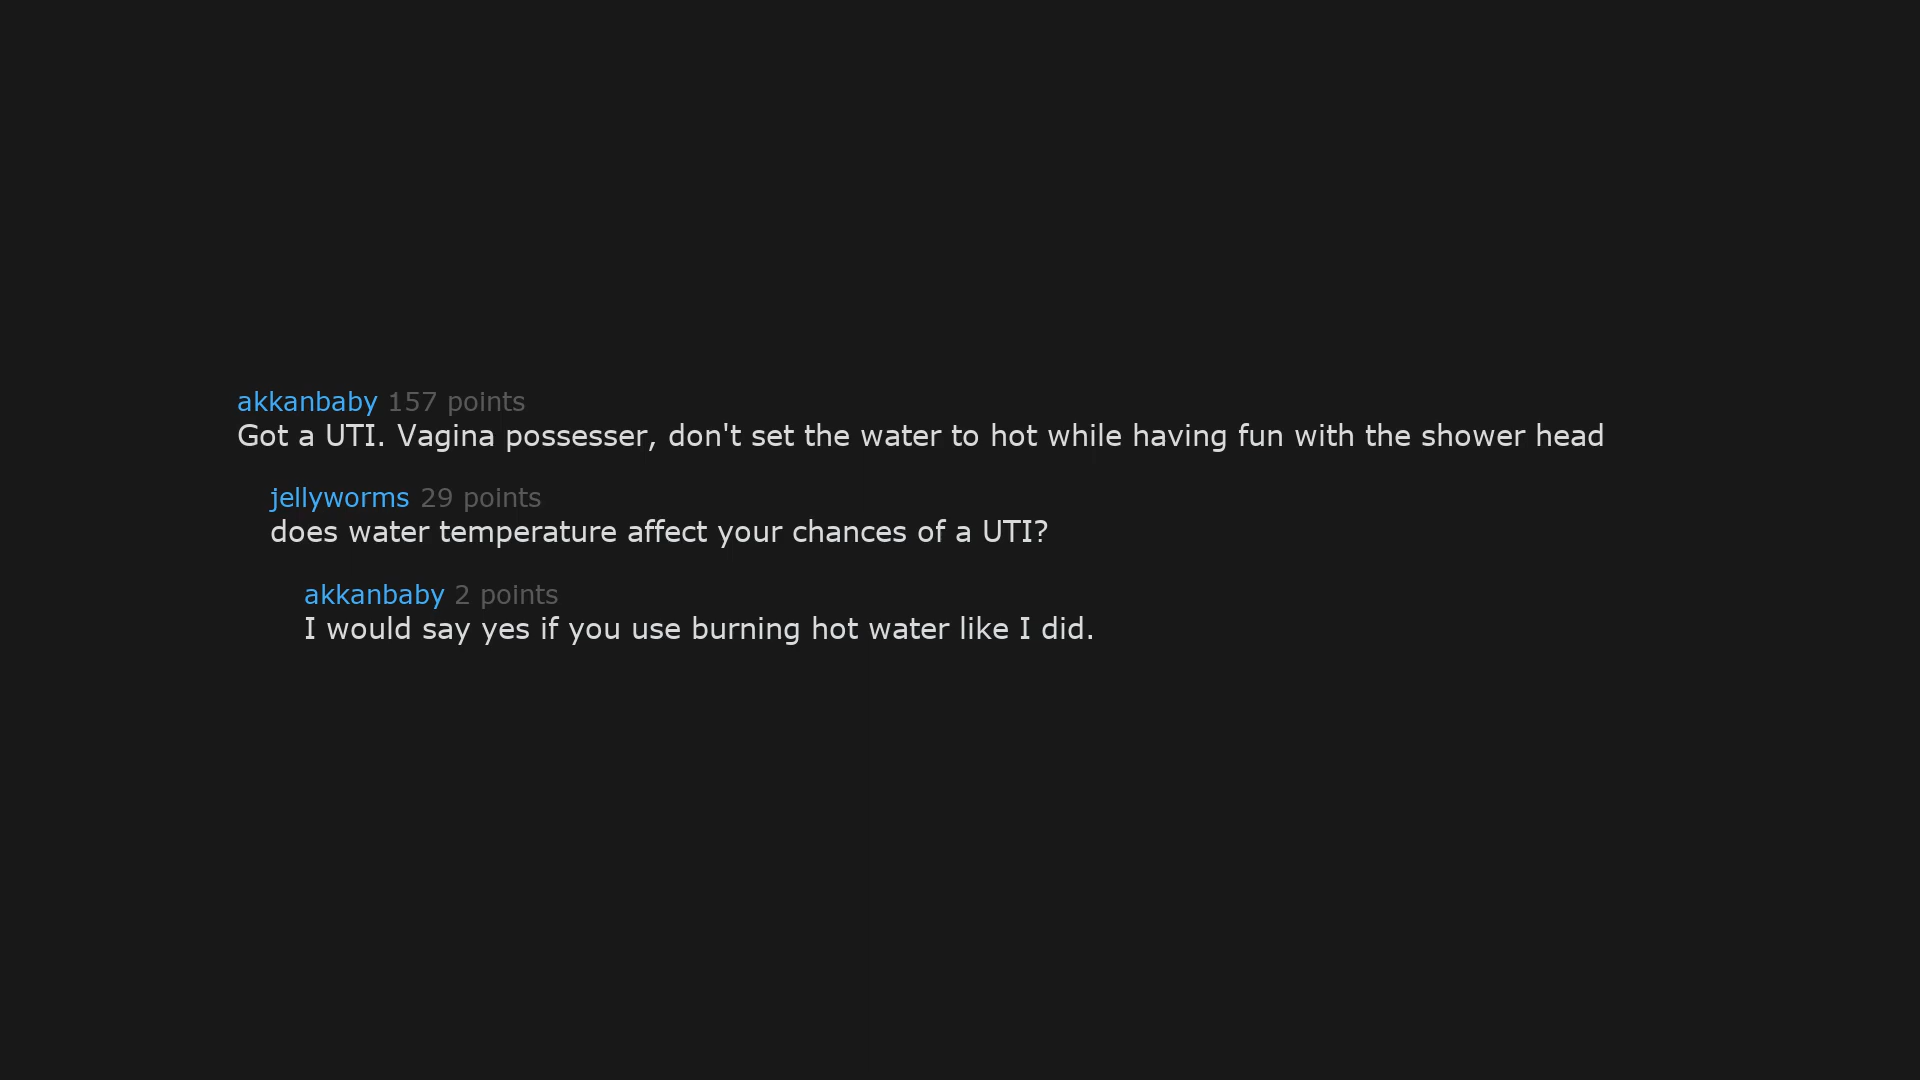 akkanbaby 157 points
Got a UTI. Vagina possesser, don't set the water to hot while having fun with the shower head
jellyworms 29 points
does water temperature affect your chances of a UTI?
akkanbaby 2 points
I would say yes if you use burning hot water like I did.